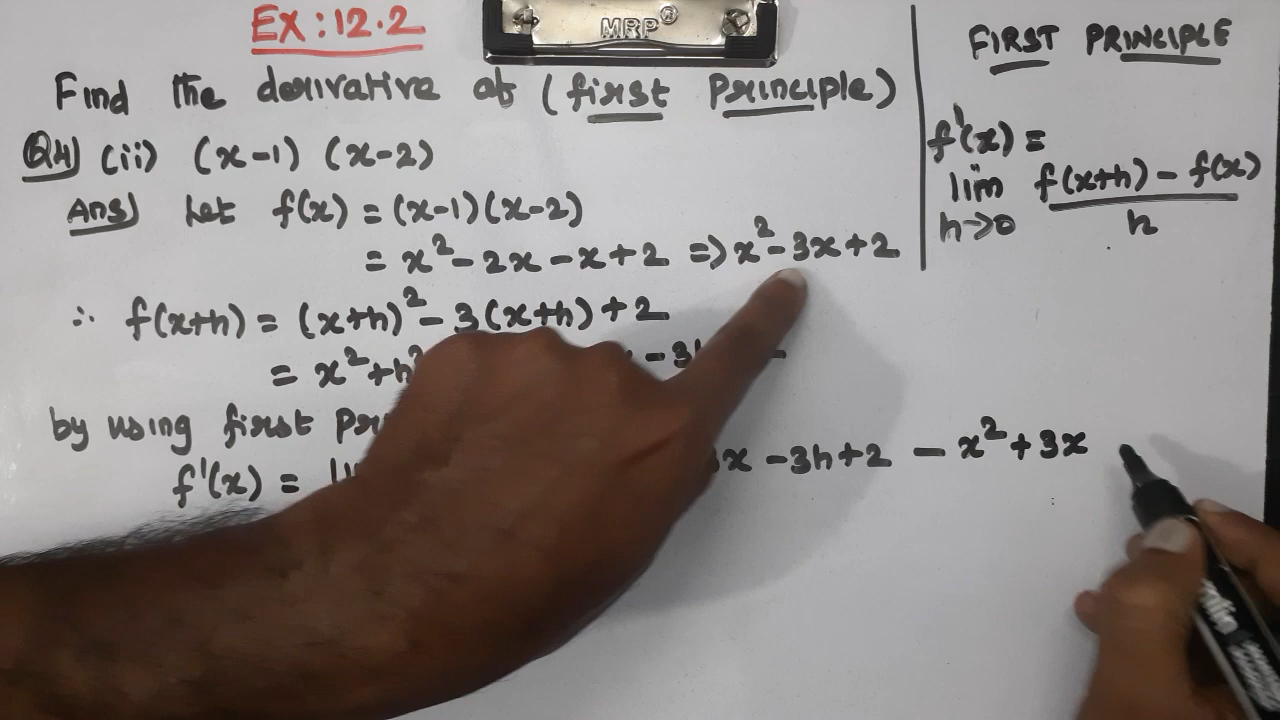 EX: 12.2
MRP®
Find the derivative of (first Principle)
Q4) (ii) (x-1) (x-2)
Ans) Let f(x) = (x-1)(x-2)
= x² - 2x - x + 2 => x² - 3x + 2
∴ f(x+h) = (x+h)² - 3(x+h) + 2
= x² + h² - 3h
by using first
f'(x) = x - 3h + 2 - x² + 3x
FIRST PRINCIPLE
f'(x) =
lim f(x+h) - f(x)
h→0 h